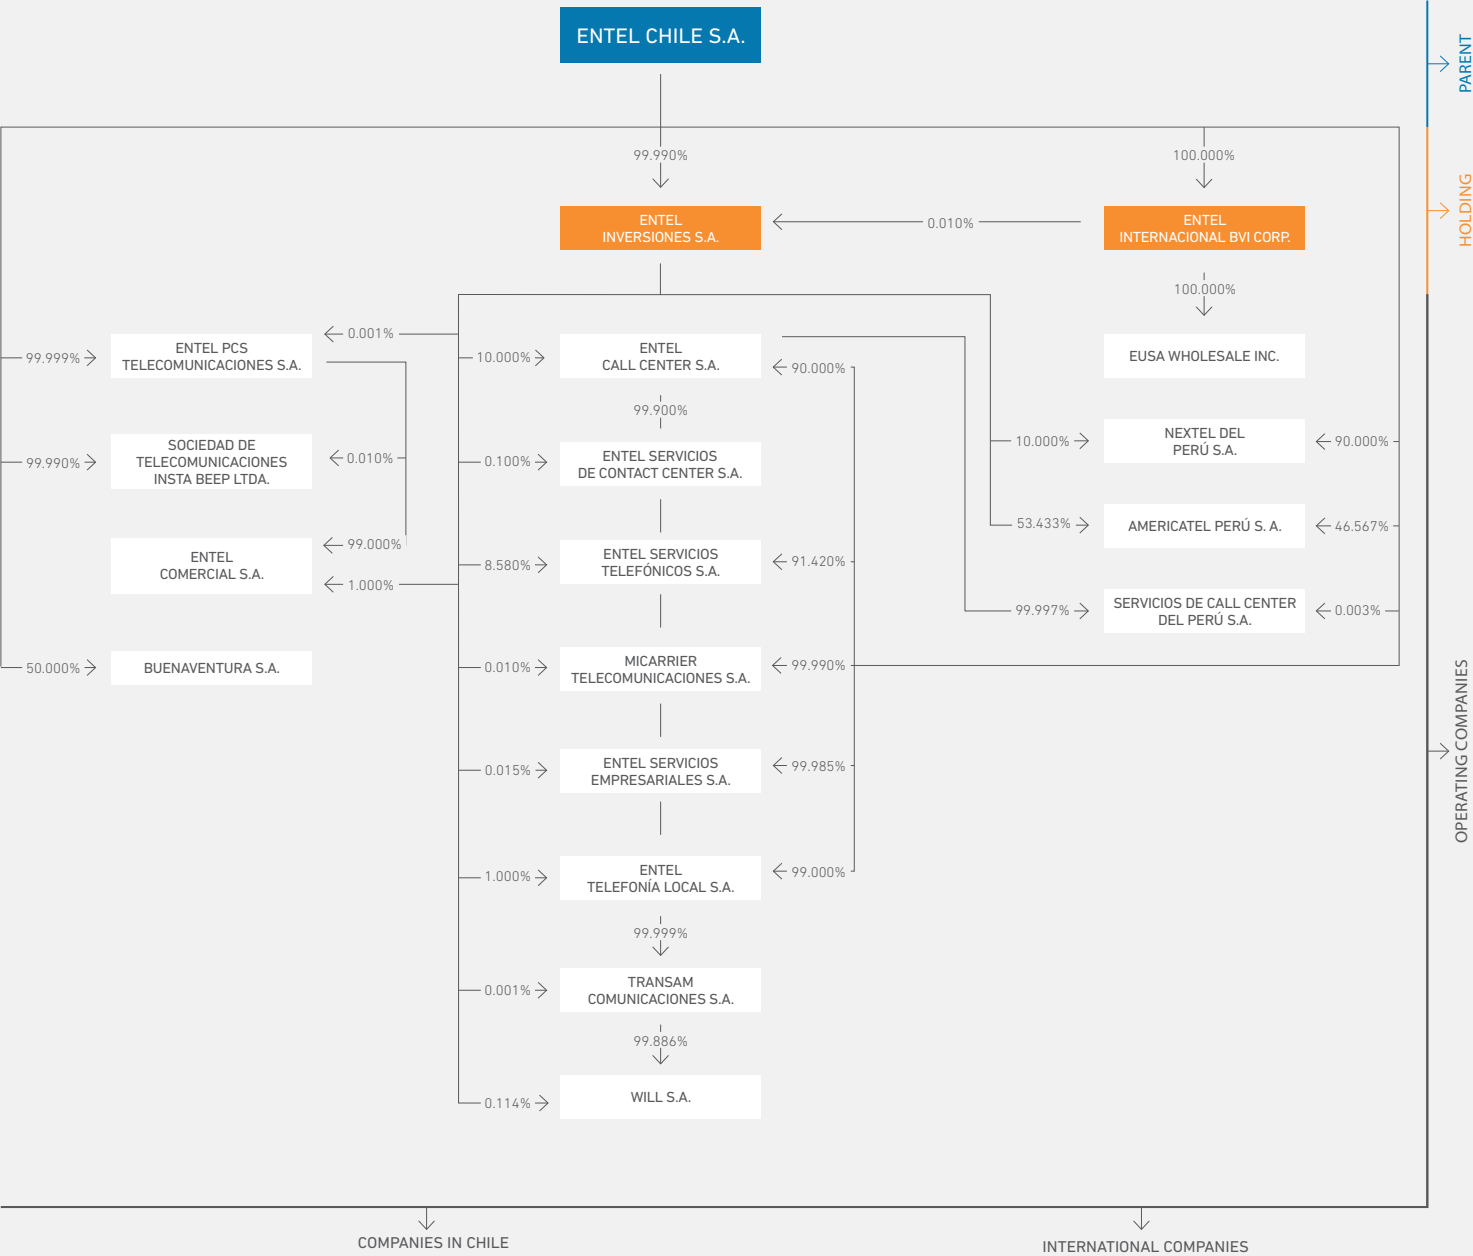 ENTEL CHILE S.A.
PARENT
99.990%
100.000%
HOLDING
ENTEL
INVERSIONES S.A.
0.010%
ENTEL
INTERNACIONAL BVI CORP.
100.000%
0.001%
99.999%
ENTEL PCS
TELECOMUNICACIONES S.A.
10.000%
ENTEL
CALL CENTER S.A.
90.000%
EUSA WHOLESALE INC.
99.900%
99.990%
SOCIEDAD DE
TELECOMUNICACIONES
INSTA BEEP LTDA.
0.010%
0.100%
ENTEL SERVICIOS
DE CONTACT CENTER S.A.
10.000%
NEXTEL DEL
PERÚ S.A.
90.000%
53.433%
AMERICATEL PERÚ S. A.
46.567%
99.000%
ENTEL
COMERCIAL S.A.
1.000%
8.580%
ENTEL SERVICIOS
TELEFÓNICOS S.A.
91.420%
99.997%
SERVICIOS DE CALL CENTER
DEL PERÚ S.A.
0.003%
50.000%
BUENAVENTURA S.A.
0.010%
MICARRIER
TELECOMUNICACIONES S.A.
99.990%
OPERATING COMPANIES
0.015%
ENTEL SERVICIOS
EMPRESARIALES S.A.
99.985%
1.000%
ENTEL
TELEFONÍA LOCAL S.A.
99.000%
99.999%
0.001%
TRANSAM
COMUNICACIONES S.A.
99.886%
0.114%
WILL S.A.
COMPANIES IN CHILE
INTERNATIONAL COMPANIES